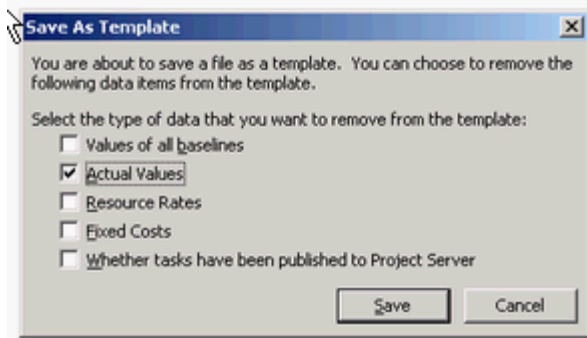 Save As Template
You are about to save a file as a template. You can choose to remove the
following data items from the template.
Select the type of data that you want to remove from the template:
Values of all baselines
Actual Values
Resource Rates
Fixed Costs
Whether tasks have been published to Project Server
Save Cancel